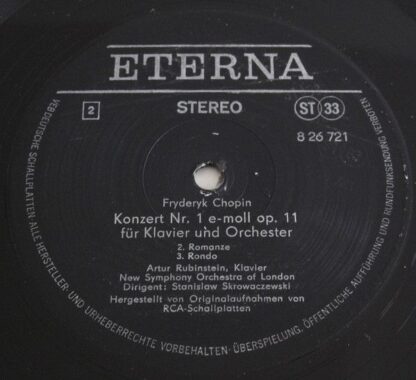 ETERNA
2
STEREO
ST 33
8 26 721
Fryderyk Chopin
Konzert Nr. 1 e-moll op. 11
für Klavier und Orchester
2. Romanze
3. Rondo
Artur Rubinstein, Klavier
New Symphony Orchestra of London
Dirigent: Stanislaw Skrowaczewski
Hergestellt von Originalaufnahmen von
RCA-Schallplatten
VEB DEUTSCHE SCHALLPLATTEN · ALLE HERSTELLER- UND URHEBERRECHTE VORBEHALTEN · ÜBERSPIELUNG, ÖFFENTLICHE AUFFÜHRUNG UND RUNDFUNKSENDUNG VERBOTEN